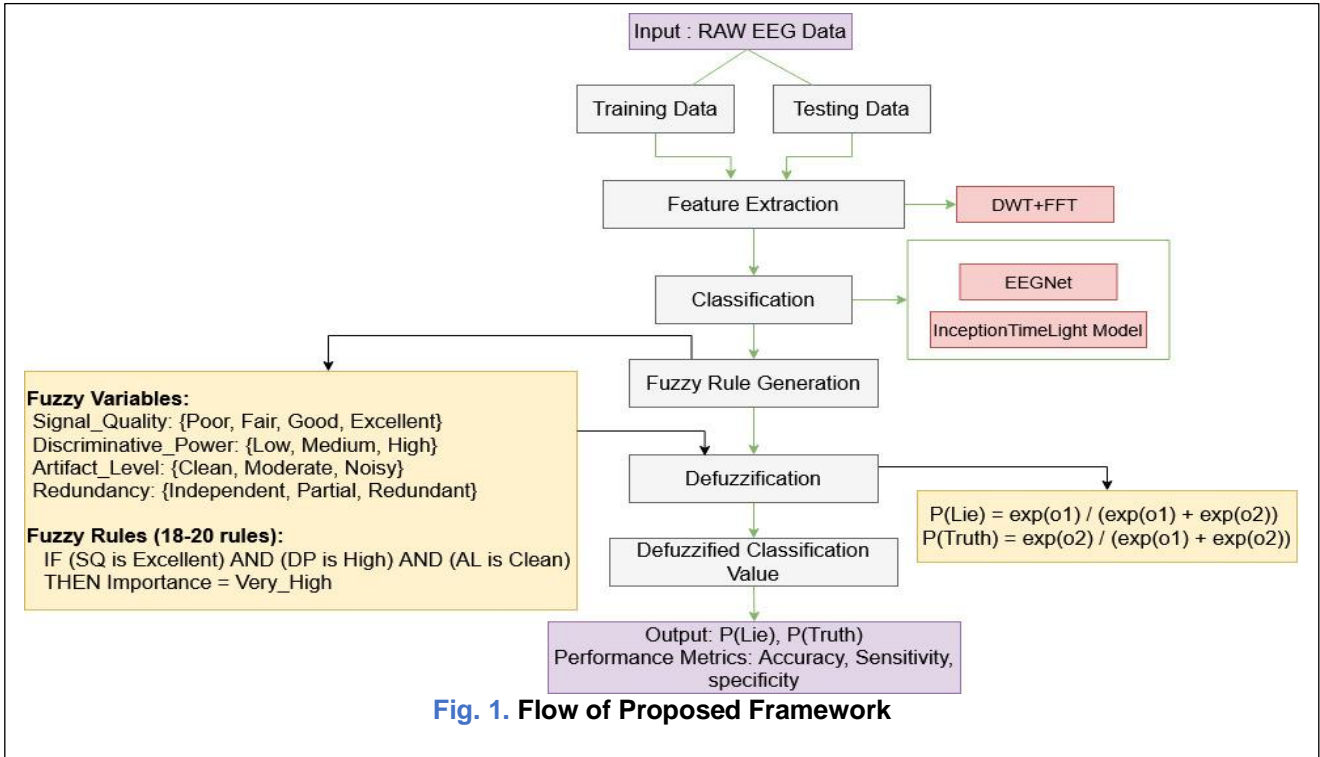 Input : RAW EEG Data
Training Data
Testing Data
Feature Extraction
DWT+FFT
Classification
EEGNet
InceptionTimeLight Model
Fuzzy Rule Generation
Fuzzy Variables:
Signal_Quality: {Poor, Fair, Good, Excellent}
Discriminative_Power: {Low, Medium, High}
Artifact_Level: {Clean, Moderate, Noisy}
Redundancy: {Independent, Partial, Redundant}
Fuzzy Rules (18-20 rules):
IF (SQ is Excellent) AND (DP is High) AND (AL is Clean)
THEN Importance = Very_High
Defuzzification
P(Lie) = exp(o1) / (exp(o1) + exp(o2))
P(Truth) = exp(o2) / (exp(o1) + exp(o2))
Defuzzified Classification
Value
Output: P(Lie), P(Truth)
Performance Metrics: Accuracy, Sensitivity,
specificity
Fig. 1. Flow of Proposed Framework